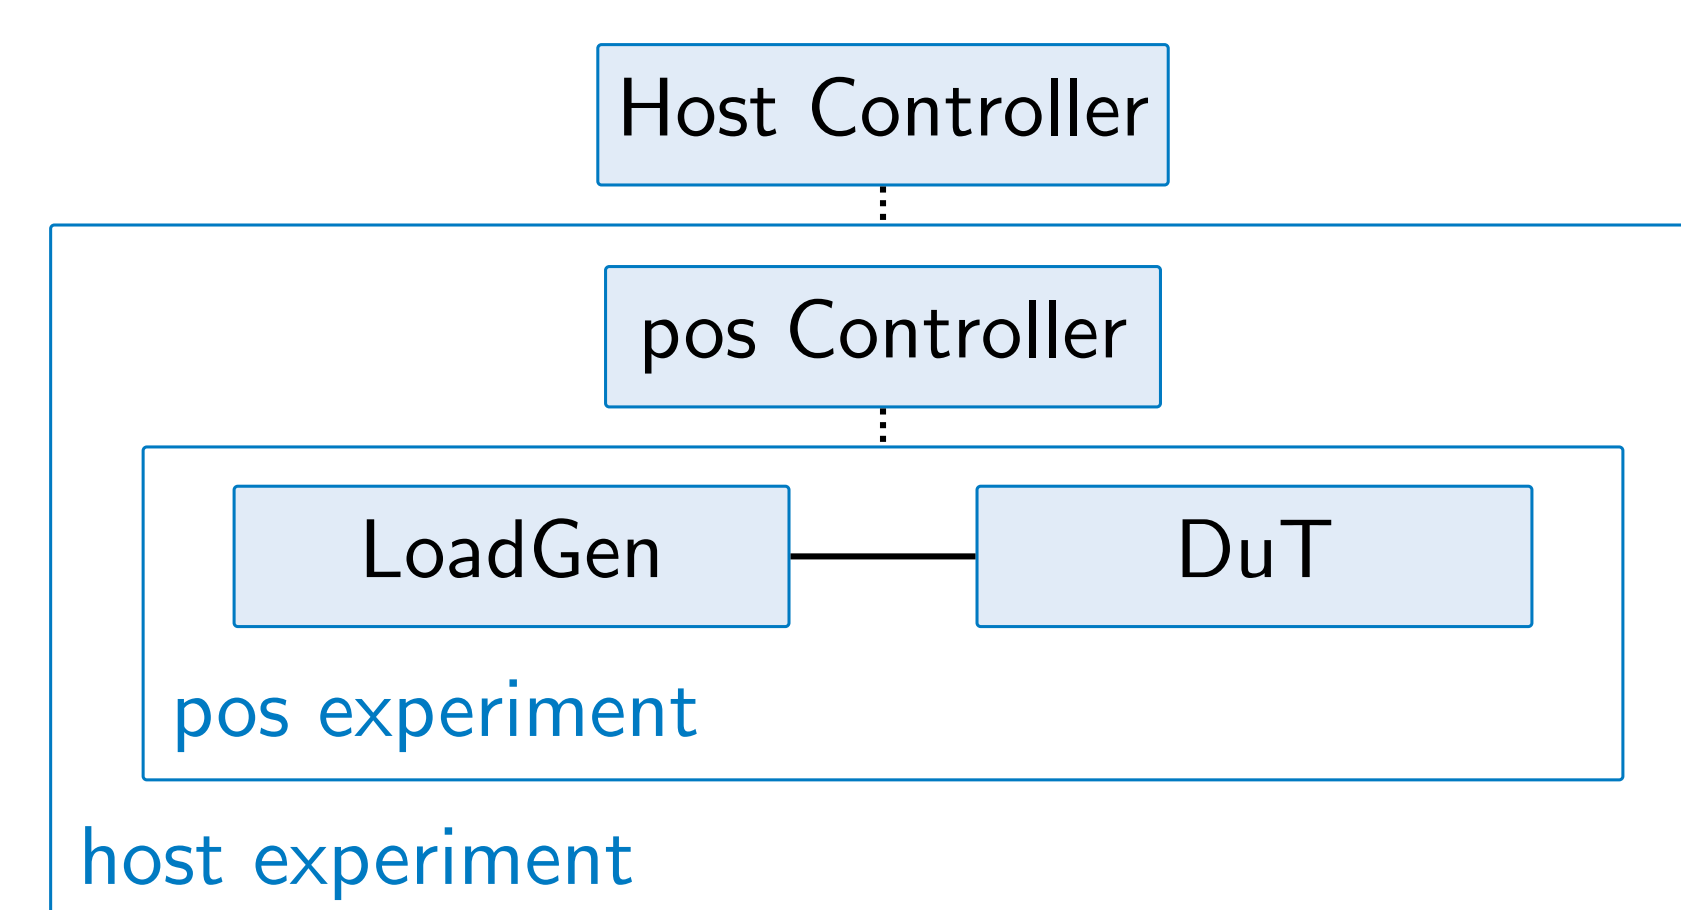 Host Controller
pos Controller
LoadGen
DuT
pos experiment
host experiment